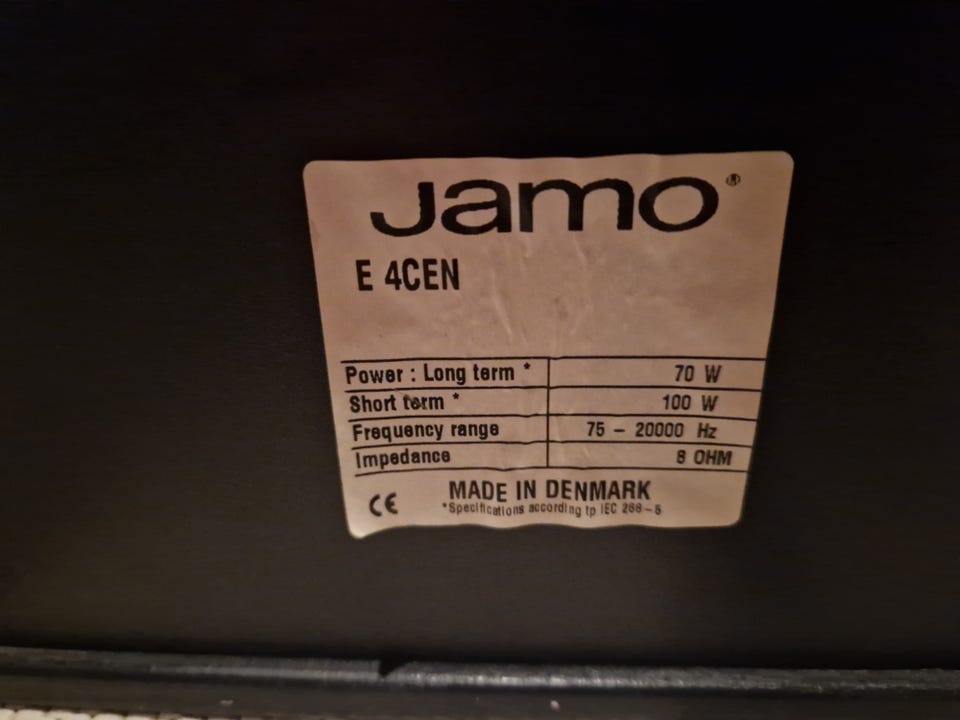 Jamo®
E 4CEN
Power : Long term * 70 W
Short term * 100 W
Frequency range 75 – 20000 Hz
Impedance 8 OHM
CE MADE IN DENMARK
*Specifications according tp IEC 268–5